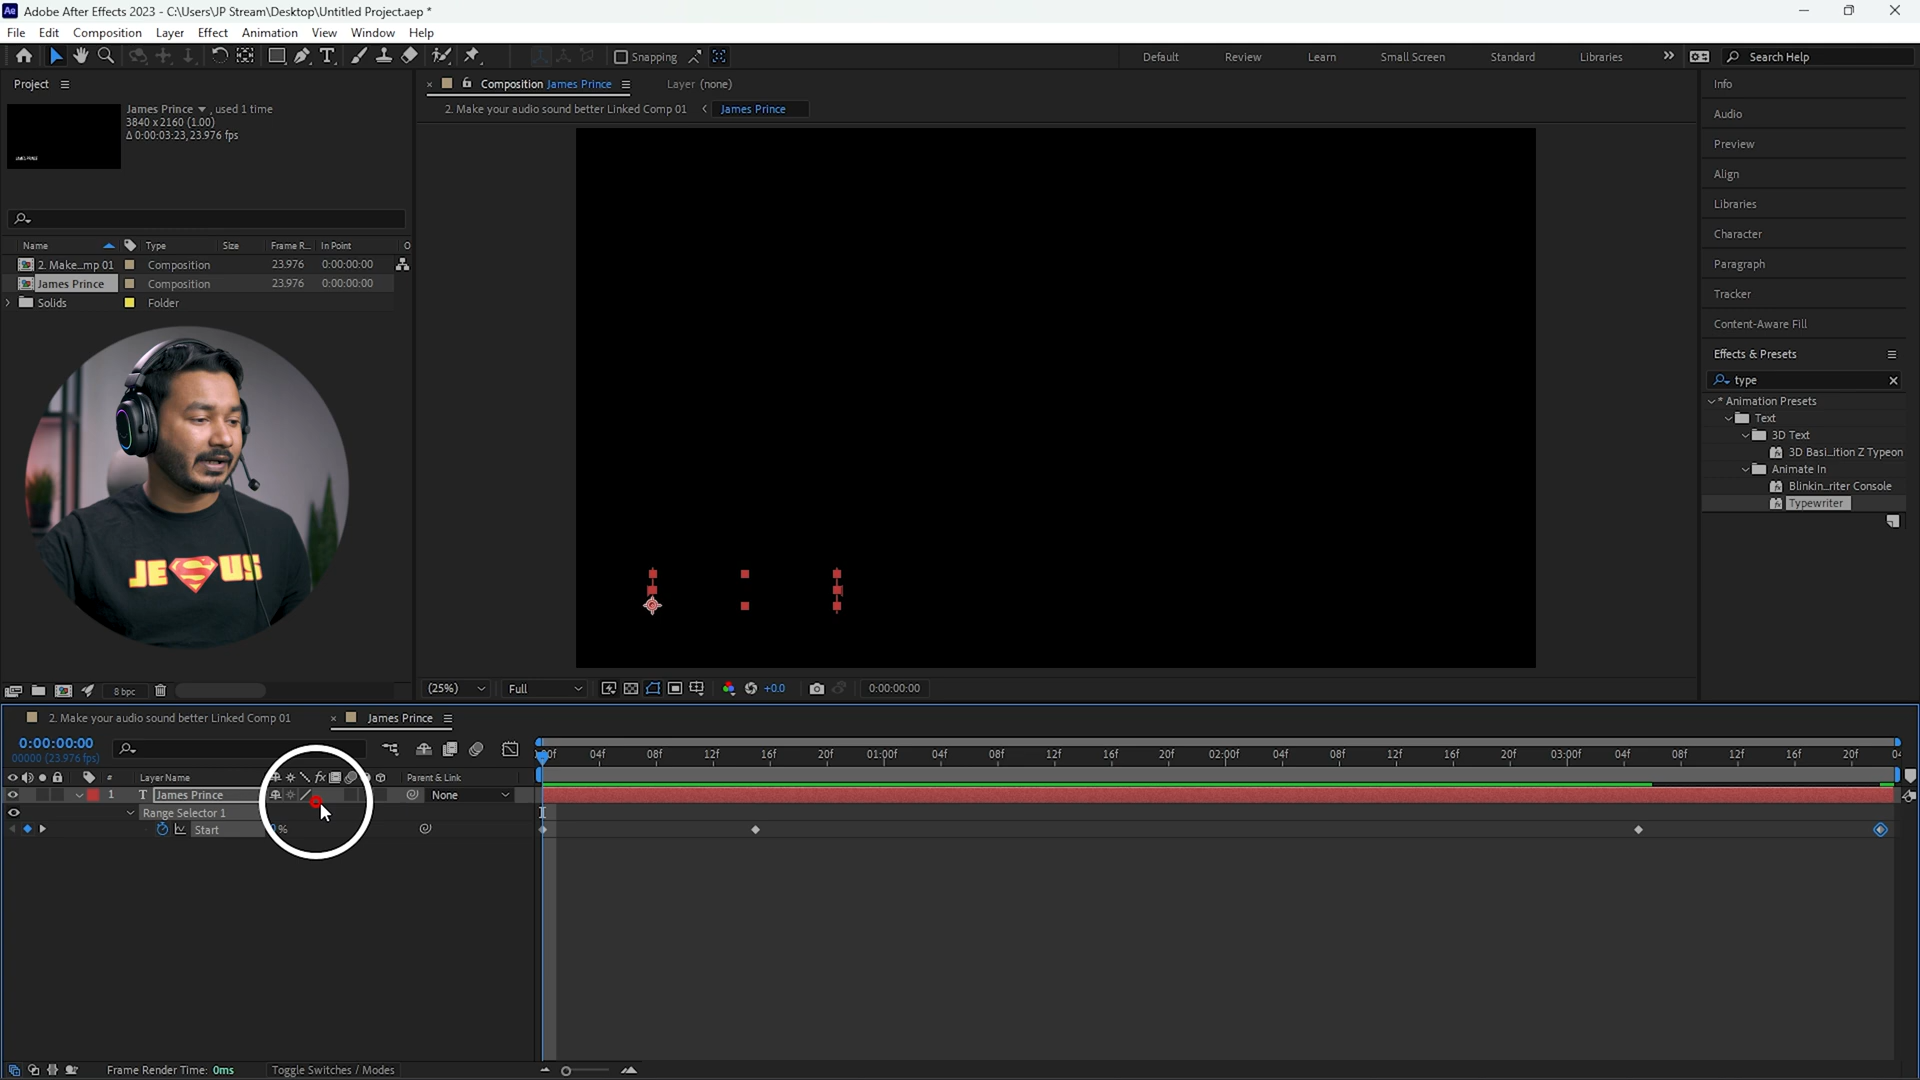 Adobe After Effects 2023 - C:\Users\JP Stream\Desktop\Untitled Project.aep *
File Edit Composition Layer Effect Animation View Window Help
Snapping
Default Review Learn Small Screen Standard Libraries
Search Help
Project
James Prince , used 1 time
3840 x 2160 (1.00)
Δ 0:00:03:23, 23.976 fps
Name Type Size Frame R... In Point O
2. Make...mp 01 Composition 23.976 0:00:00:00
James Prince Composition 23.976 0:00:00:00
Solids Folder
JE US
8 bpc
Composition James Prince
Layer (none)
2. Make your audio sound better Linked Comp 01 < James Prince
(25%) Full +0.0 0:00:00:00
Info
Audio
Preview
Align
Libraries
Character
Paragraph
Tracker
Content-Aware Fill
Effects & Presets
type
* Animation Presets
Text
3D Text
3D Basi...ition Z Typeon
Animate In
Blinkin...riter Console
Typewriter
2. Make your audio sound better Linked Comp 01
James Prince
0:00:00:00
00000 (23.976 fps)
04f 08f 12f 16f 20f 01:00f 04f 08f 12f 16f 20f 02:00f 04f 08f 12f 16f 20f 03:00f 04f 08f 12f 16f 20f
# Layer Name fx Parent & Link
1 T James Prince None
Range Selector 1
Start
Frame Render Time: 0ms
Toggle Switches / Modes